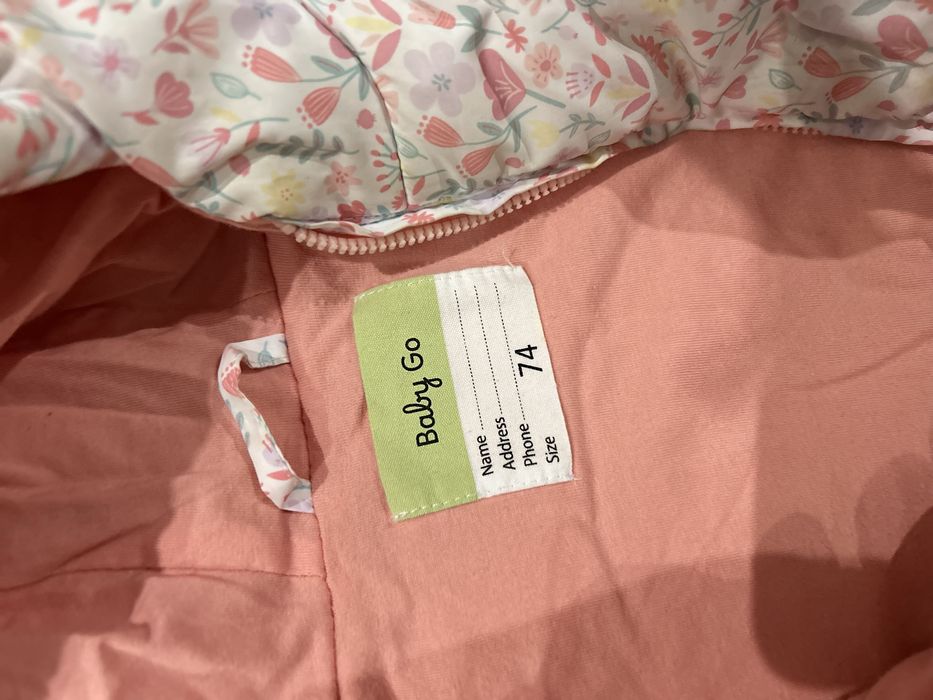 Baby Go
Name
Address
Phone
Size 74